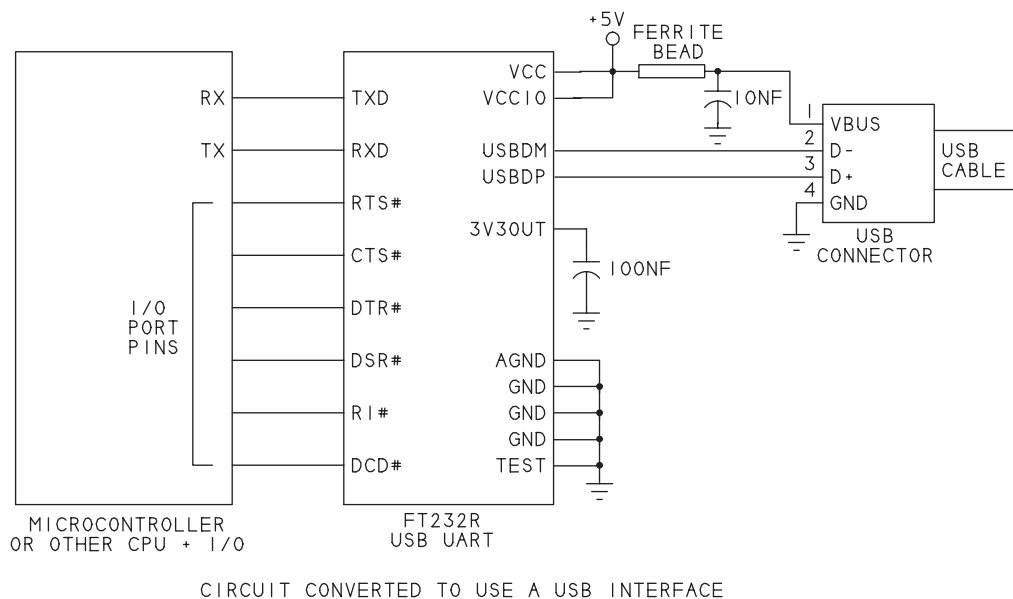 +5V
FERRITE
BEAD
10NF
RX
TX
I/O
PORT
PINS
MICROCONTROLLER
OR OTHER CPU + I/O
TXD
RXD
RTS#
CTS#
DTR#
DSR#
RI#
DCD#
VCC
VCCIO
USBDM
USBDP
3V3OUT
100NF
AGND
GND
GND
GND
TEST
FT232R
USB UART
1
2
3
4
VBUS
D-
D+
GND
USB
CONNECTOR
USB
CABLE
CIRCUIT CONVERTED TO USE A USB INTERFACE